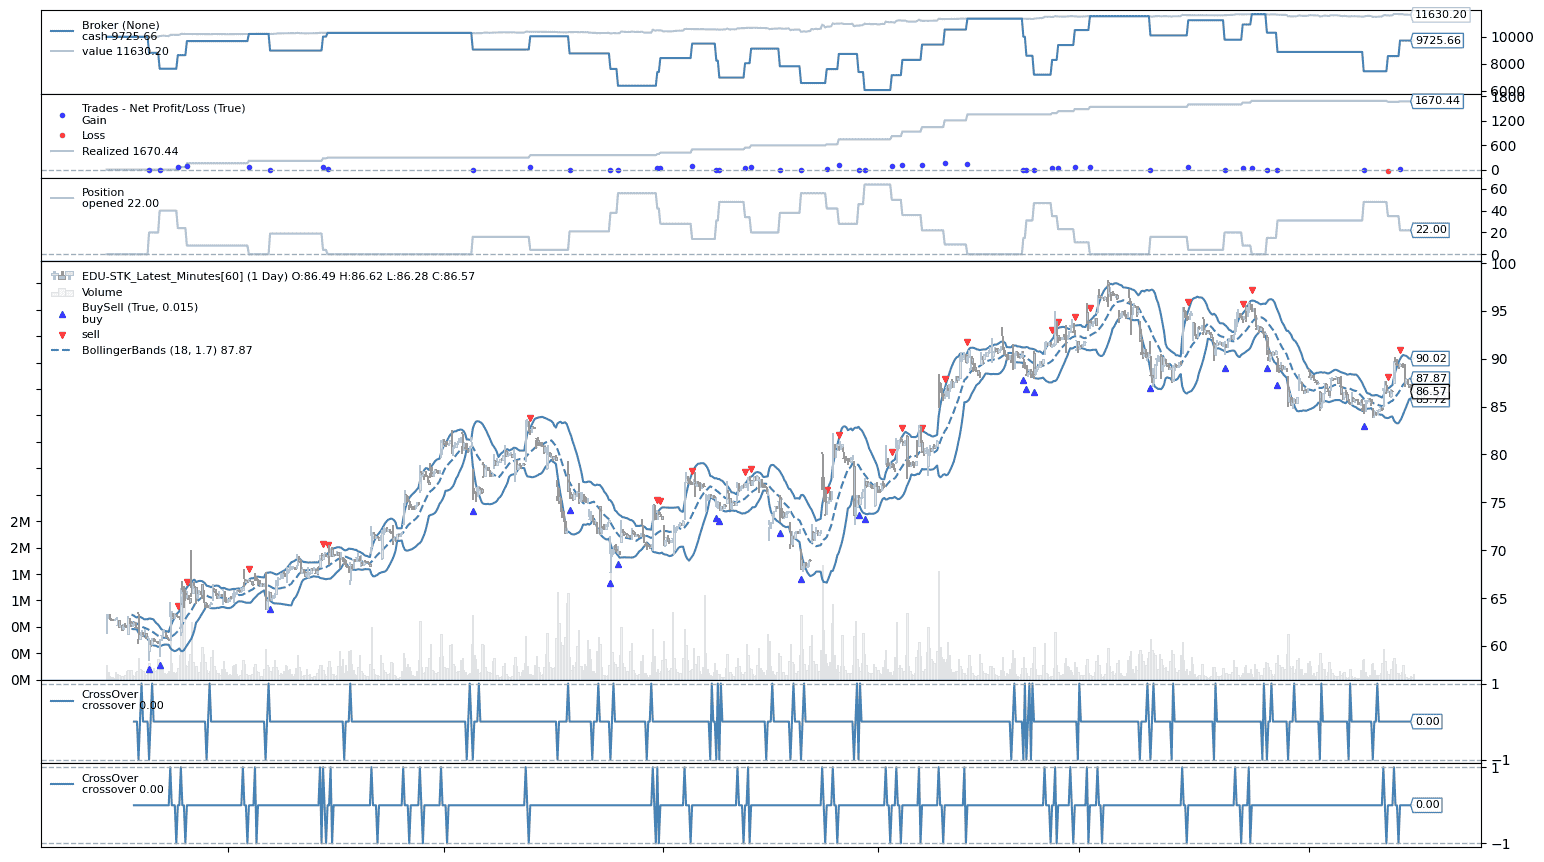 Broker (None)
cash 9725.66
value 11630.20
11630.20
9725.66
10000
8000
6000
Trades - Net Profit/Loss (True)
Gain
Loss
Realized 1670.44
1670.44
1800
1200
600
0
Position
opened 22.00
22.00
60
40
20
0
EDU-STK_Latest_Minutes[60] (1 Day) O:86.49 H:86.62 L:86.28 C:86.57
Volume
BuySell (True, 0.015)
buy
sell
BollingerBands (18, 1.7) 87.87
100
95
90
85
80
75
70
65
60
90.02
87.87
86.57
85.72
2M
2M
1M
1M
0M
0M
0M
CrossOver
crossover 0.00
0.00
1
−1
CrossOver
crossover 0.00
0.00
1
−1